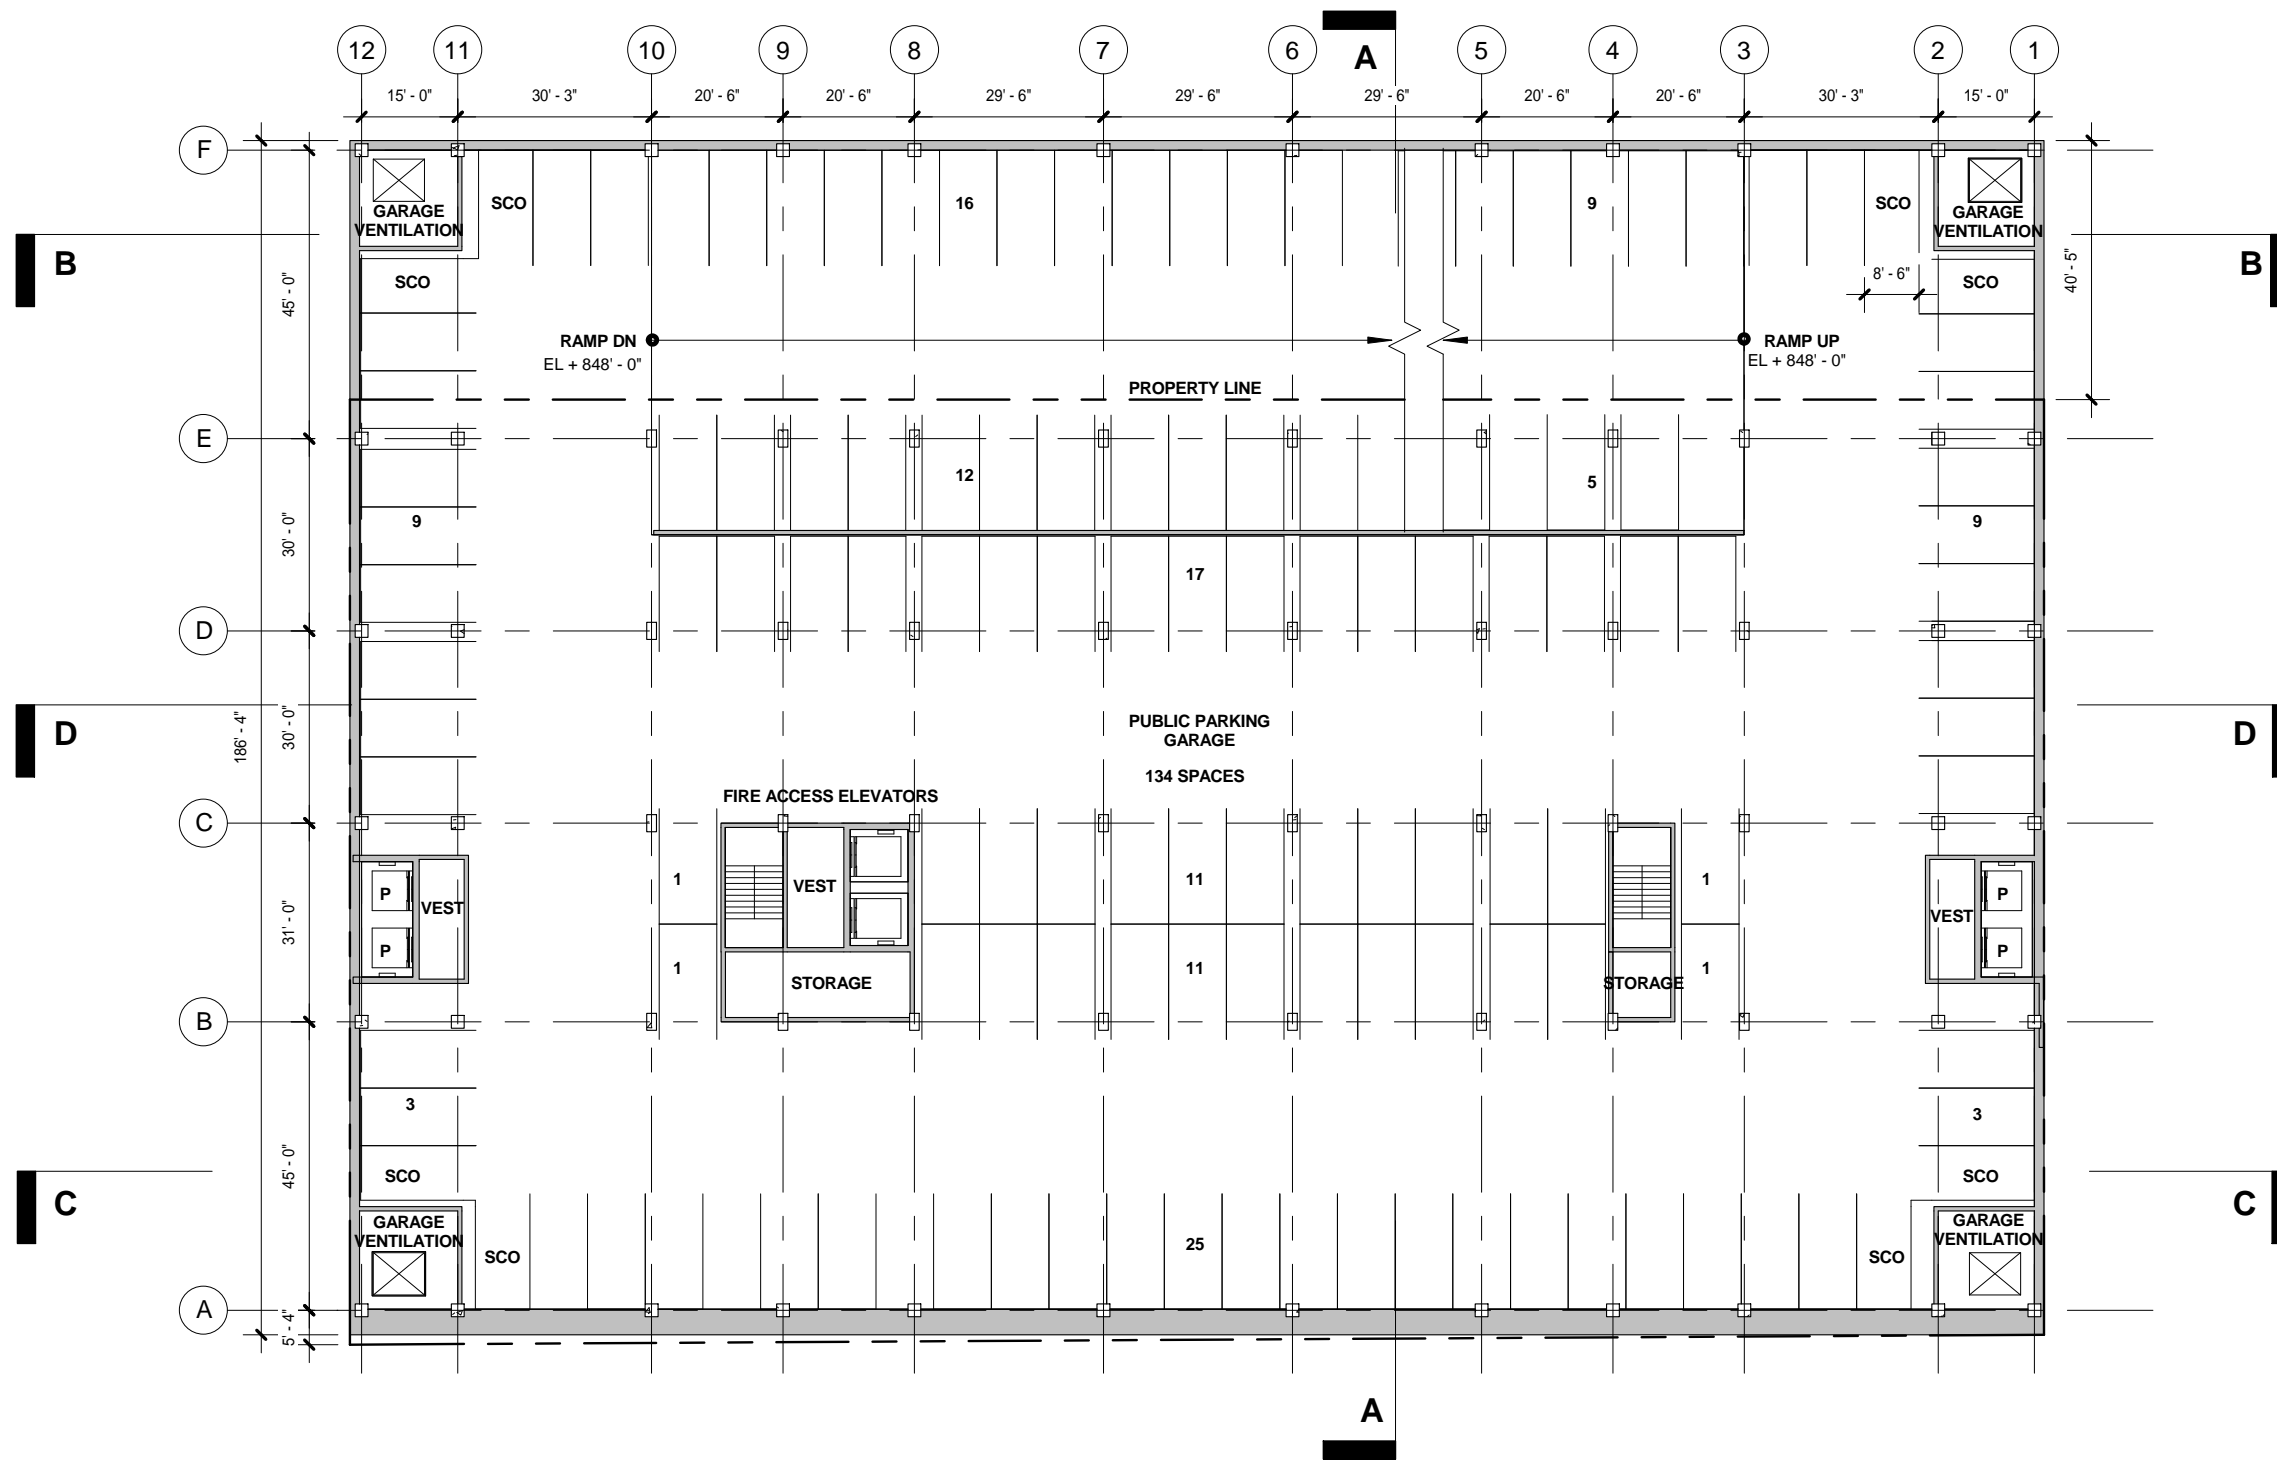 A
12 11 10 9 8 7 6 5 4 3 2 1
15' - 0" 30' - 3" 20' - 6" 20' - 6" 29' - 6" 29' - 6" 29' - 6" 20' - 6" 20' - 6" 30' - 3" 15' - 0"
F
SCO 16 9 SCO
GARAGE
VENTILATION
GARAGE
VENTILATION
B B
SCO SCO
45' - 0"
8' - 6"
40' - 5"
RAMP DN
EL + 848' - 0"
RAMP UP
EL + 848' - 0"
PROPERTY LINE
E
12 5
9 9
30' - 0"
17
D
D D
186' - 4"
30' - 0"
PUBLIC PARKING
GARAGE
134 SPACES
FIRE ACCESS ELEVATORS
C
P VEST 1 VEST 11 1 VEST P
31' - 0"
P 1 11 1 P
STORAGE STORAGE
B
3 3
45' - 0"
SCO SCO
C C
GARAGE
VENTILATION
GARAGE
VENTILATION
SCO 25 SCO
A
5' - 4"
A